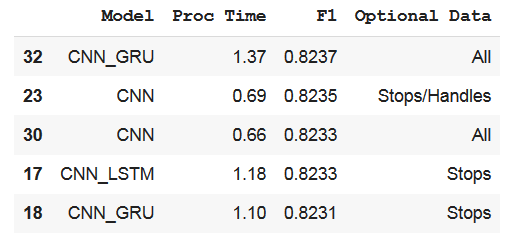 Model Proc Time F1 Optional Data
32 CNN_GRU 1.37 0.8237 All
23 CNN 0.69 0.8235 Stops/Handles
30 CNN 0.66 0.8233 All
17 CNN_LSTM 1.18 0.8233 Stops
18 CNN_GRU 1.10 0.8231 Stops